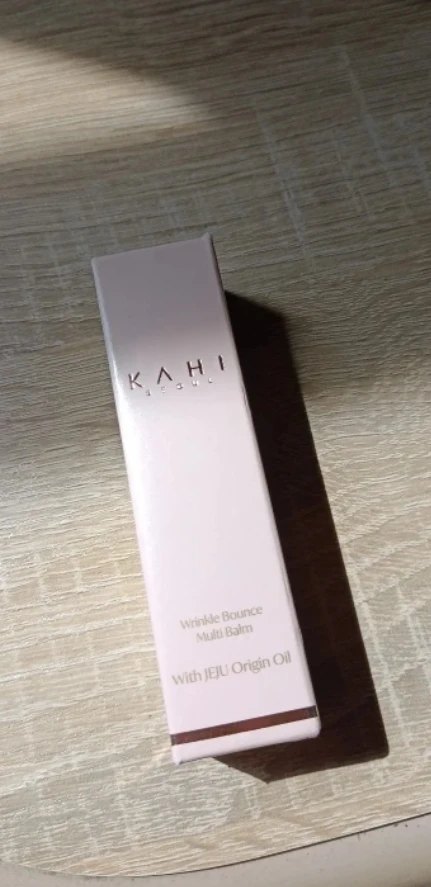 KAHI
SEOUL
Wrinkle Bounce
Multi Balm
With JEJU Origin Oil